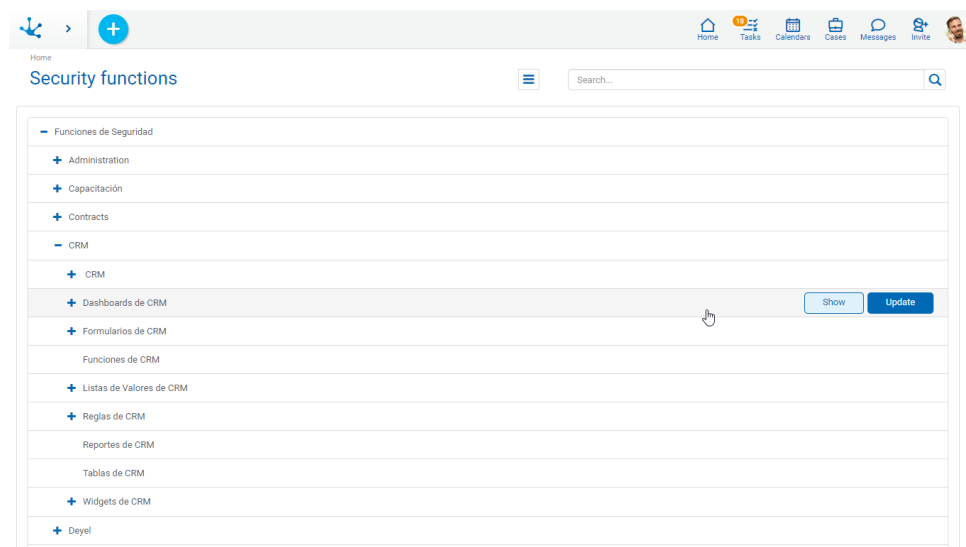 18
Home
Tasks
Calendars
Cases
Messages
Invite
Home
Security functions
Search...
Funciones de Seguridad
Administration
Capacitación
Contracts
CRM
CRM
Dashboards de CRM
Show
Update
Formularios de CRM
Funciones de CRM
Listas de Valores de CRM
Reglas de CRM
Reportes de CRM
Tablas de CRM
Widgets de CRM
Deyel